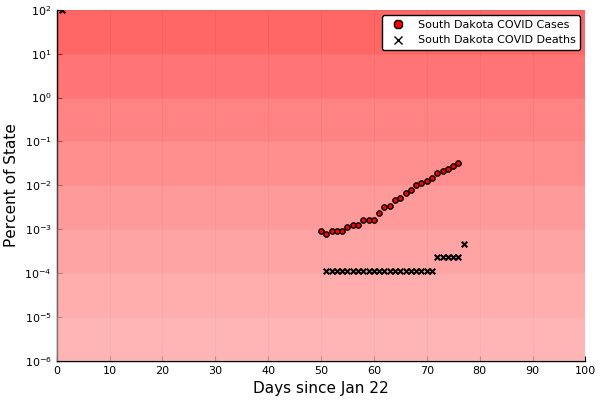 South Dakota COVID Cases
South Dakota COVID Deaths
Percent of State
10²
10¹
10⁰
10⁻¹
10⁻²
10⁻³
10⁻⁴
10⁻⁵
10⁻⁶
0 10 20 30 40 50 60 70 80 90 100
Days since Jan 22